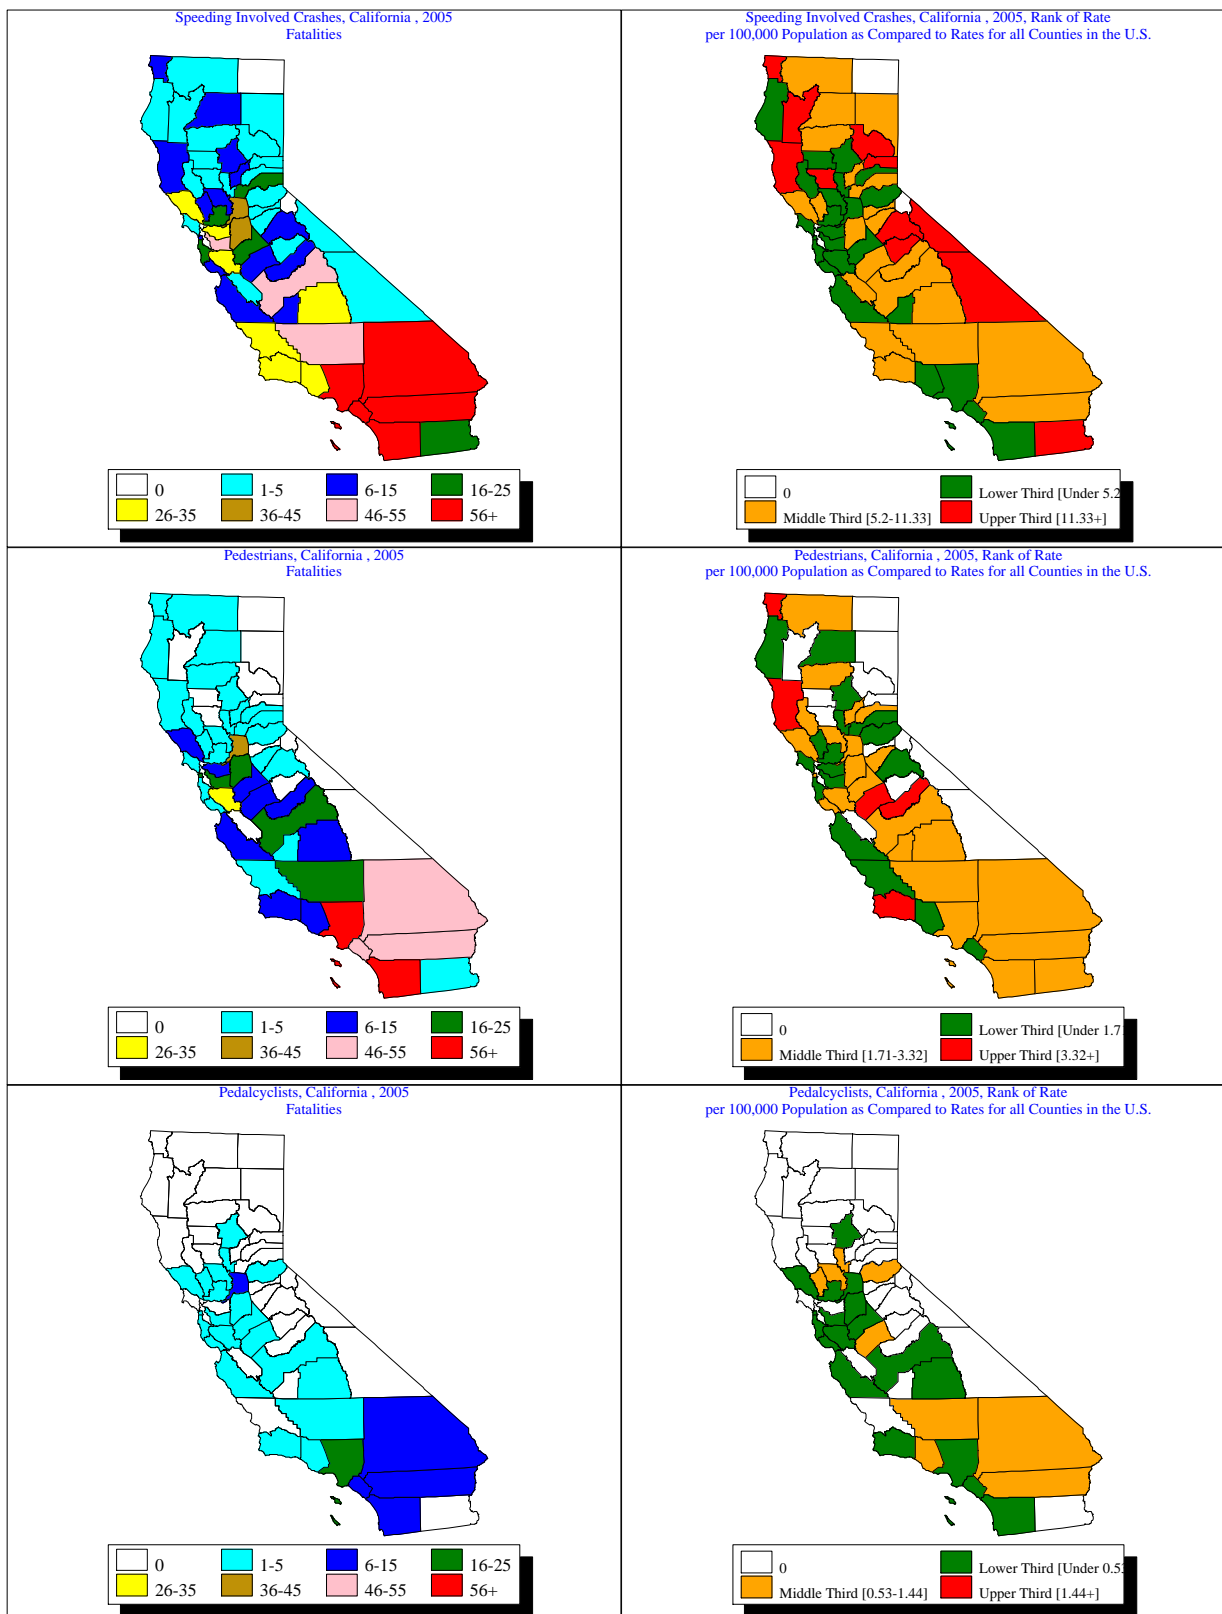 Speeding Involved Crashes, California , 2005
Fatalities
0
1-5
6-15
16-25
26-35
36-45
46-55
56+
Speeding Involved Crashes, California , 2005, Rank of Rate
per 100,000 Population as Compared to Rates for all Counties in the U.S.
0
Lower Third [Under 5.2
Middle Third [5.2-11.33]
Upper Third [11.33+]
Pedestrians, California , 2005
Fatalities
0
1-5
6-15
16-25
26-35
36-45
46-55
56+
Pedestrians, California , 2005, Rank of Rate
per 100,000 Population as Compared to Rates for all Counties in the U.S.
0
Lower Third [Under 1.71
Middle Third [1.71-3.32]
Upper Third [3.32+]
Pedalcyclists, California , 2005
Fatalities
0
1-5
6-15
16-25
26-35
36-45
46-55
56+
Pedalcyclists, California , 2005, Rank of Rate
per 100,000 Population as Compared to Rates for all Counties in the U.S.
0
Lower Third [Under 0.53
Middle Third [0.53-1.44]
Upper Third [1.44+]